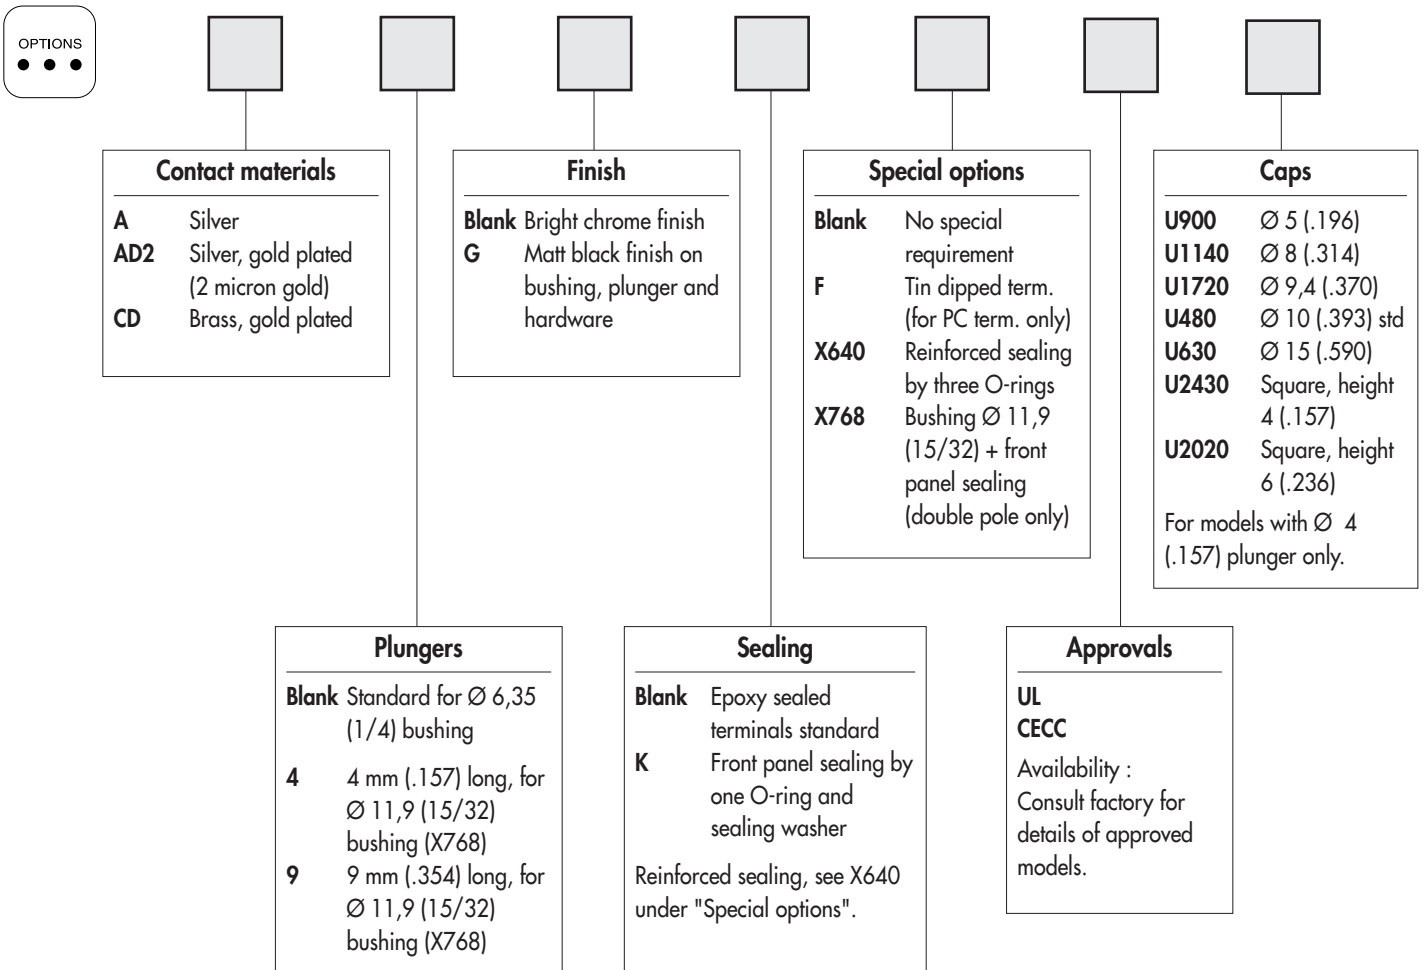 OPTIONS
Contact materials
A Silver
AD2 Silver, gold plated
(2 micron gold)
CD Brass, gold plated
Finish
Blank Bright chrome finish
G Matt black finish on
bushing, plunger and
hardware
Special options
Blank No special
requirement
F Tin dipped term.
(for PC term. only)
X640 Reinforced sealing
by three O-rings
X768 Bushing Ø 11,9
(15/32) + front
panel sealing
(double pole only)
Caps
U900 Ø 5 (.196)
U1140 Ø 8 (.314)
U1720 Ø 9,4 (.370)
U480 Ø 10 (.393) std
U630 Ø 15 (.590)
U2430 Square, height
4 (.157)
U2020 Square, height
6 (.236)
For models with Ø 4
(.157) plunger only.
Plungers
Blank Standard for Ø 6,35
(1/4) bushing
4 4 mm (.157) long, for
Ø 11,9 (15/32)
bushing (X768)
9 9 mm (.354) long, for
Ø 11,9 (15/32)
bushing (X768)
Sealing
Blank Epoxy sealed
terminals standard
K Front panel sealing by
one O-ring and
sealing washer
Reinforced sealing, see X640
under "Special options".
Approvals
UL
CECC
Availability :
Consult factory for
details of approved
models.